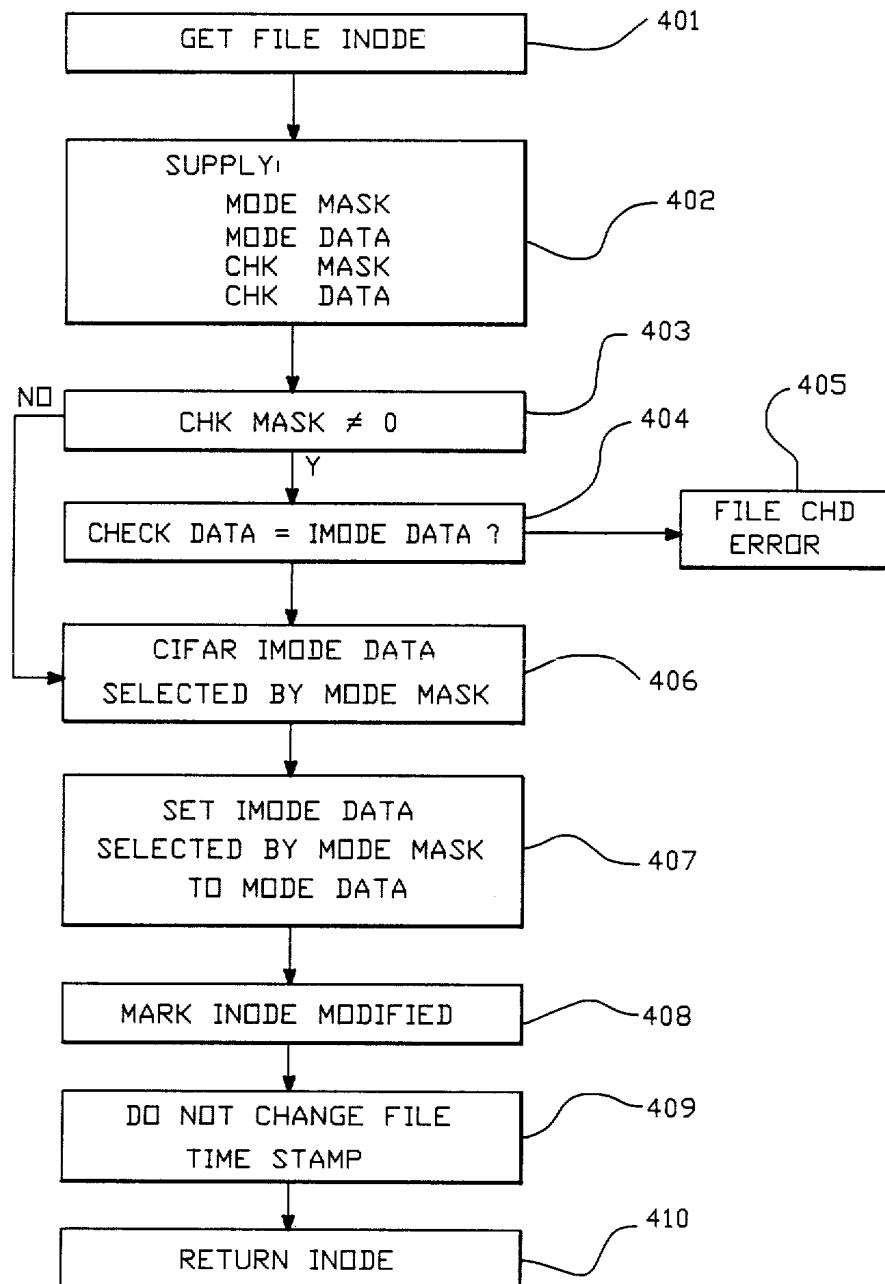 GET FILE INODE
401
SUPPLY:
MODE MASK
MODE DATA
CHK MASK
CHK DATA
402
403
NO
CHK MASK ≠ 0
404
405
Y
CHECK DATA = IMODE DATA ?
FILE CHD
ERROR
CIFAR IMODE DATA
SELECTED BY MODE MASK
406
SET IMODE DATA
SELECTED BY MODE MASK
TO MODE DATA
407
MARK INODE MODIFIED
408
DO NOT CHANGE FILE
TIME STAMP
409
RETURN INODE
410